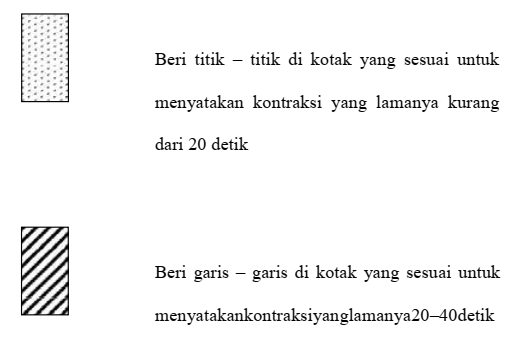 Beri titik – titik di kotak yang sesuai untuk
menyatakan kontraksi yang lamanya kurang
dari 20 detik
Beri garis – garis di kotak yang sesuai untuk
menyatakankontraksiyanglamanya20–40detik